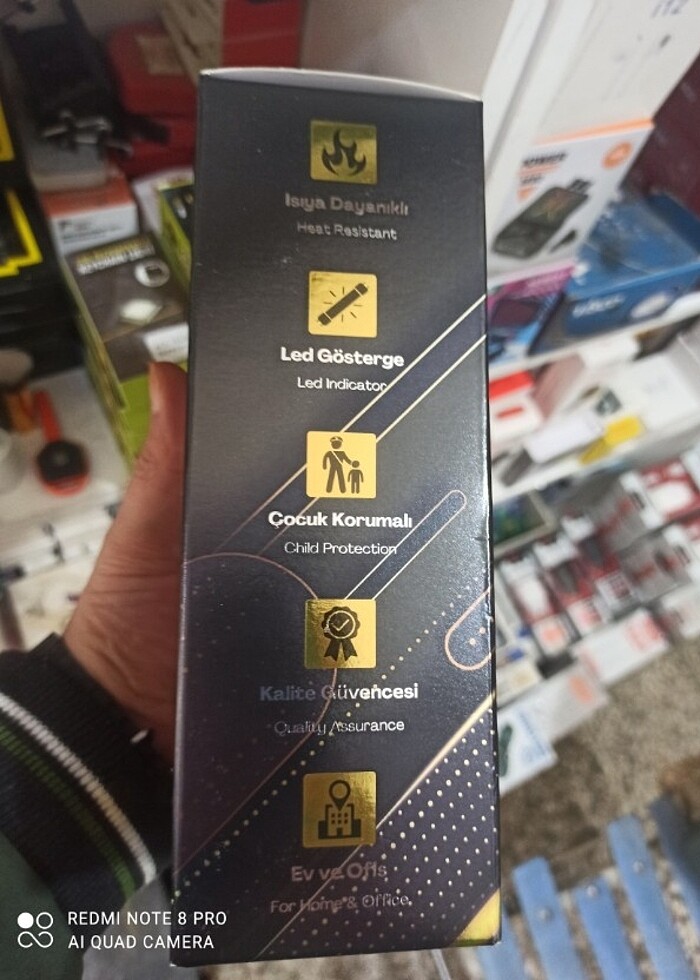 Isıya Dayanıklı
Heat Resistant
Led Gösterge
Led Indicator
Çocuk Korumalı
Child Protection
Kalite Güvencesi
Quality Assurance
Ev ve Ofis
For Home & Office
REDMI NOTE 8 PRO
AI QUAD CAMERA